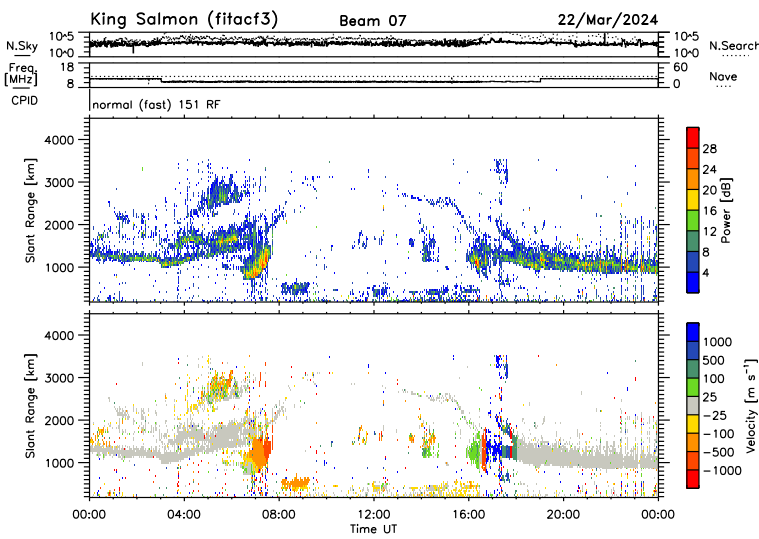 King Salmon (fitacf3) Beam 07 22/Mar/2024
N.Sky 10^5 10^0 10^5 10^0 N.Search
Freq. [MHz] 18 8 60 0 Nave
CPID normal (fast) 151 RF
Slant Range [km] 4000 3000 2000 1000
28 24 20 16 12 8 4 Power [dB]
Slant Range [km] 4000 3000 2000 1000
1000 500 100 25 -25 -100 -500 -1000 Velocity [m s^-1]
00:00 04:00 08:00 12:00 16:00 20:00 00:00
Time UT